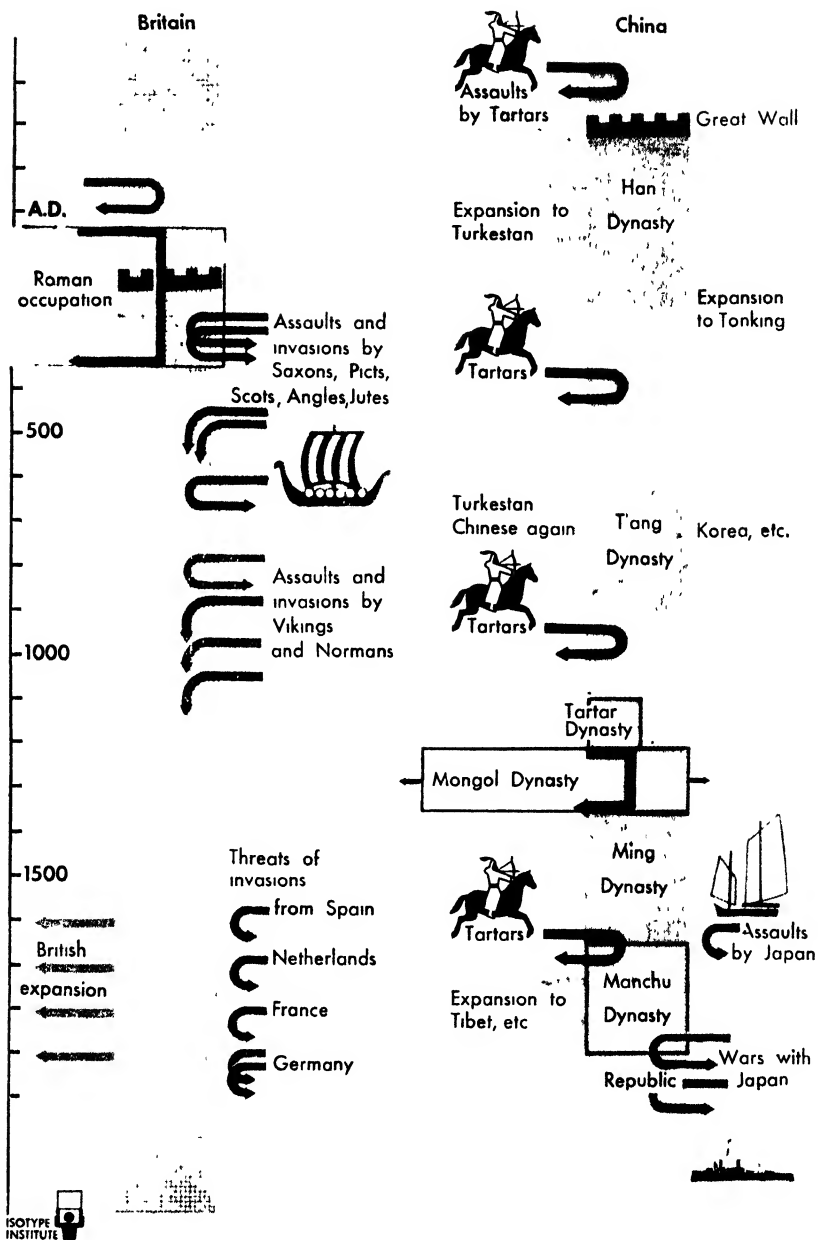 Britain
China
Assaults
by Tartars
Great Wall
A.D.
Han
Dynasty
Expansion to
Turkestan
Roman
occupation
Expansion
to Tonking
Assaults and
invasions by
Saxons, Picts,
Scots, Angles, Jutes
Tartars
500
Turkestan
Chinese again
T'ang
Dynasty
Korea, etc.
Assaults and
invasions by
Vikings
and Normans
Tartars
1000
Tartar
Dynasty
Mongol Dynasty
Threats of
invasions
from Spain
Netherlands
France
Germany
1500
British
expansion
Ming
Dynasty
Tartars
Assaults
by Japan
Expansion to
Tibet, etc
Manchu
Dynasty
Wars with
Japan
Republic
ISOTYPE
INSTITUTE